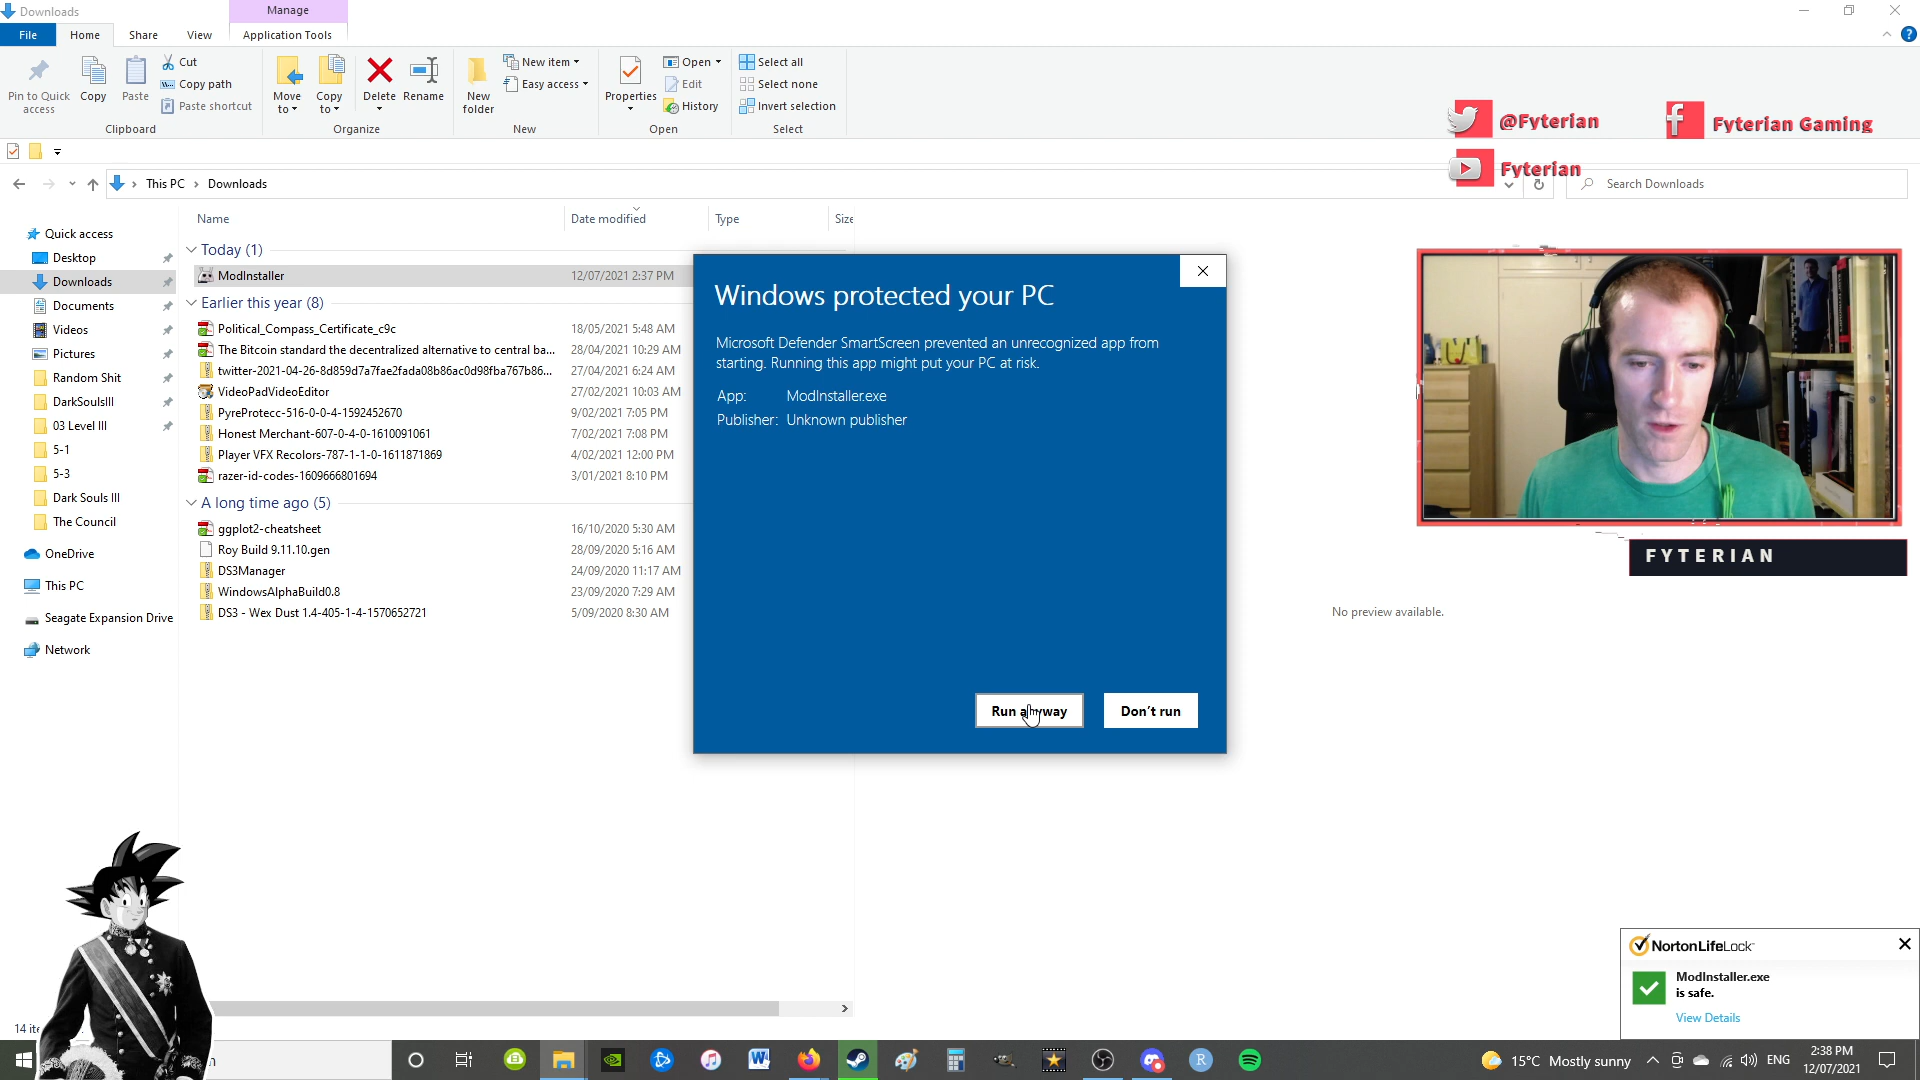 Downloads
Manage
File
Home
Share
View
Application Tools
Pin to Quick access
Copy
Paste
Cut
Copy path
Paste shortcut
Clipboard
Move to
Copy to
Delete
Rename
Organize
New folder
New item
Easy access
New
Properties
Open
Edit
History
Open
Select all
Select none
Invert selection
Select
@Fyterian
Fyterian Gaming
Fyterian
This PC > Downloads
Search Downloads
Name
Date modified
Type
Size
Quick access
Desktop
Downloads
Documents
Videos
Pictures
Random Shit
DarkSoulsIII
03 Level III
5-1
5-3
Dark Souls III
The Council
OneDrive
This PC
Seagate Expansion Drive
Network
Today (1)
ModInstaller 12/07/2021 2:37 PM
Earlier this year (8)
Political_Compass_Certificate_c9c 18/05/2021 5:48 AM
The Bitcoin standard the decentralized alternative to central ba... 28/04/2021 10:29 AM
twitter-2021-04-26-8d859d7a7fae2fada08b86ac0d98fba767b86... 27/04/2021 6:24 AM
VideoPadVideoEditor 27/02/2021 10:03 AM
PyreProtecc-516-0-0-4-1592452670 9/02/2021 7:05 PM
Honest Merchant-607-0-4-0-1610091061 7/02/2021 7:08 PM
Player VFX Recolors-787-1-1-0-1611871869 4/02/2021 12:00 PM
razer-id-codes-1609666801694 3/01/2021 8:10 PM
A long time ago (5)
ggplot2-cheatsheet 16/10/2020 5:30 AM
Roy Build 9.11.10.gen 28/09/2020 5:16 AM
DS3Manager 24/09/2020 11:17 AM
WindowsAlphaBuild0.8 23/09/2020 7:29 AM
DS3 - Wex Dust 1.4-405-1-4-1570652721 5/09/2020 8:30 AM
Windows protected your PC
Microsoft Defender SmartScreen prevented an unrecognized app from
starting. Running this app might put your PC at risk.
App: ModInstaller.exe
Publisher: Unknown publisher
Run anyway
Don't run
FYTERIAN
No preview available.
NortonLifeLock
ModInstaller.exe
is safe.
View Details
14
15°C Mostly sunny
ENG
2:38 PM
12/07/2021